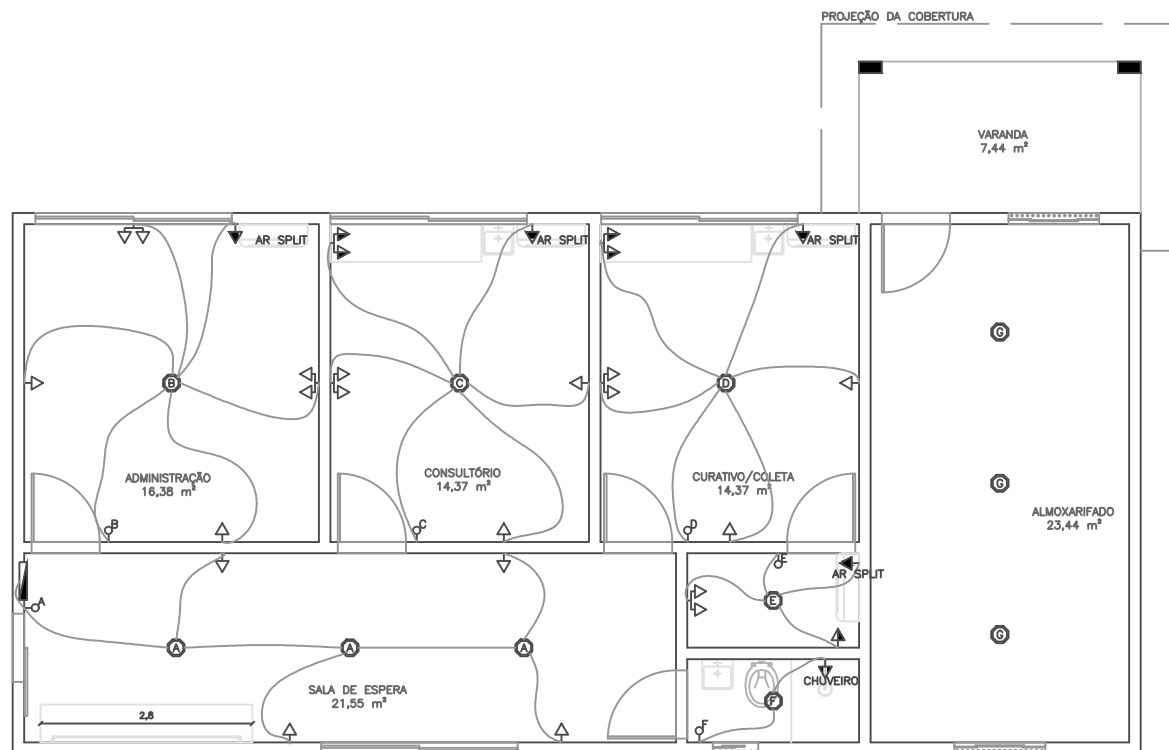 PROJEÇÃO DA COBERTURA
VARANDA
7,44 m²
AR SPLIT
AR SPLIT
AR SPLIT
G
B
C
D
ADMINISTRAÇÃO
16,38 m²
CONSULTÓRIO
14,37 m²
CURATIVO/COLETA
14,37 m²
G
ALMOXARIFADO
23,44 m²
B
C
D
E
AR SPLIT
A
E
G
A
A
A
CHUVEIRO
SALA DE ESPERA
21,55 m²
F
2,8
F